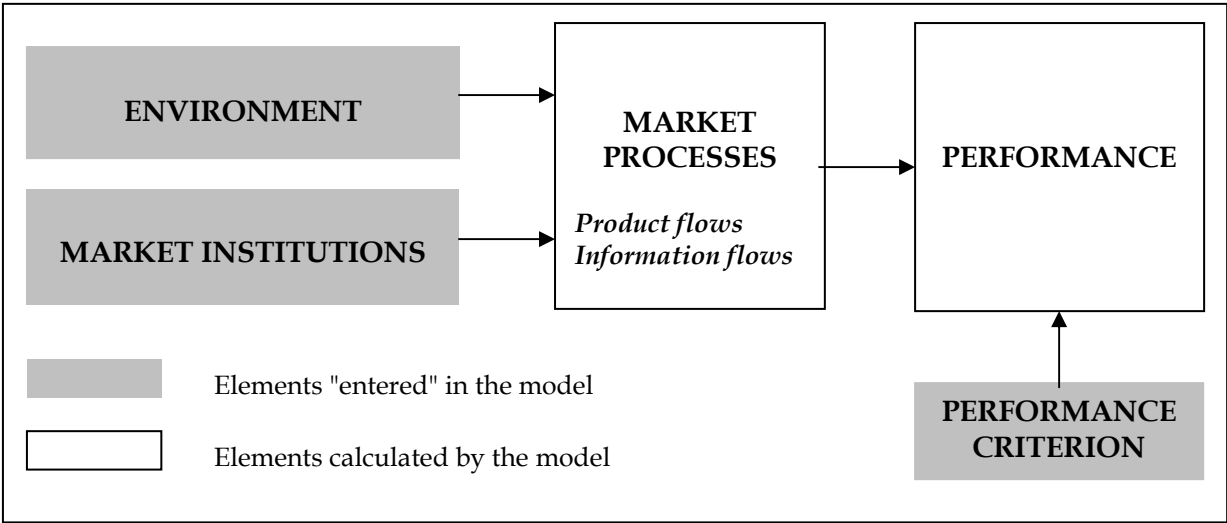 ENVIRONMENT
MARKET INSTITUTIONS
MARKET
PROCESSES
Product flows
Information flows
PERFORMANCE
PERFORMANCE
CRITERION
Elements "entered" in the model
Elements calculated by the model